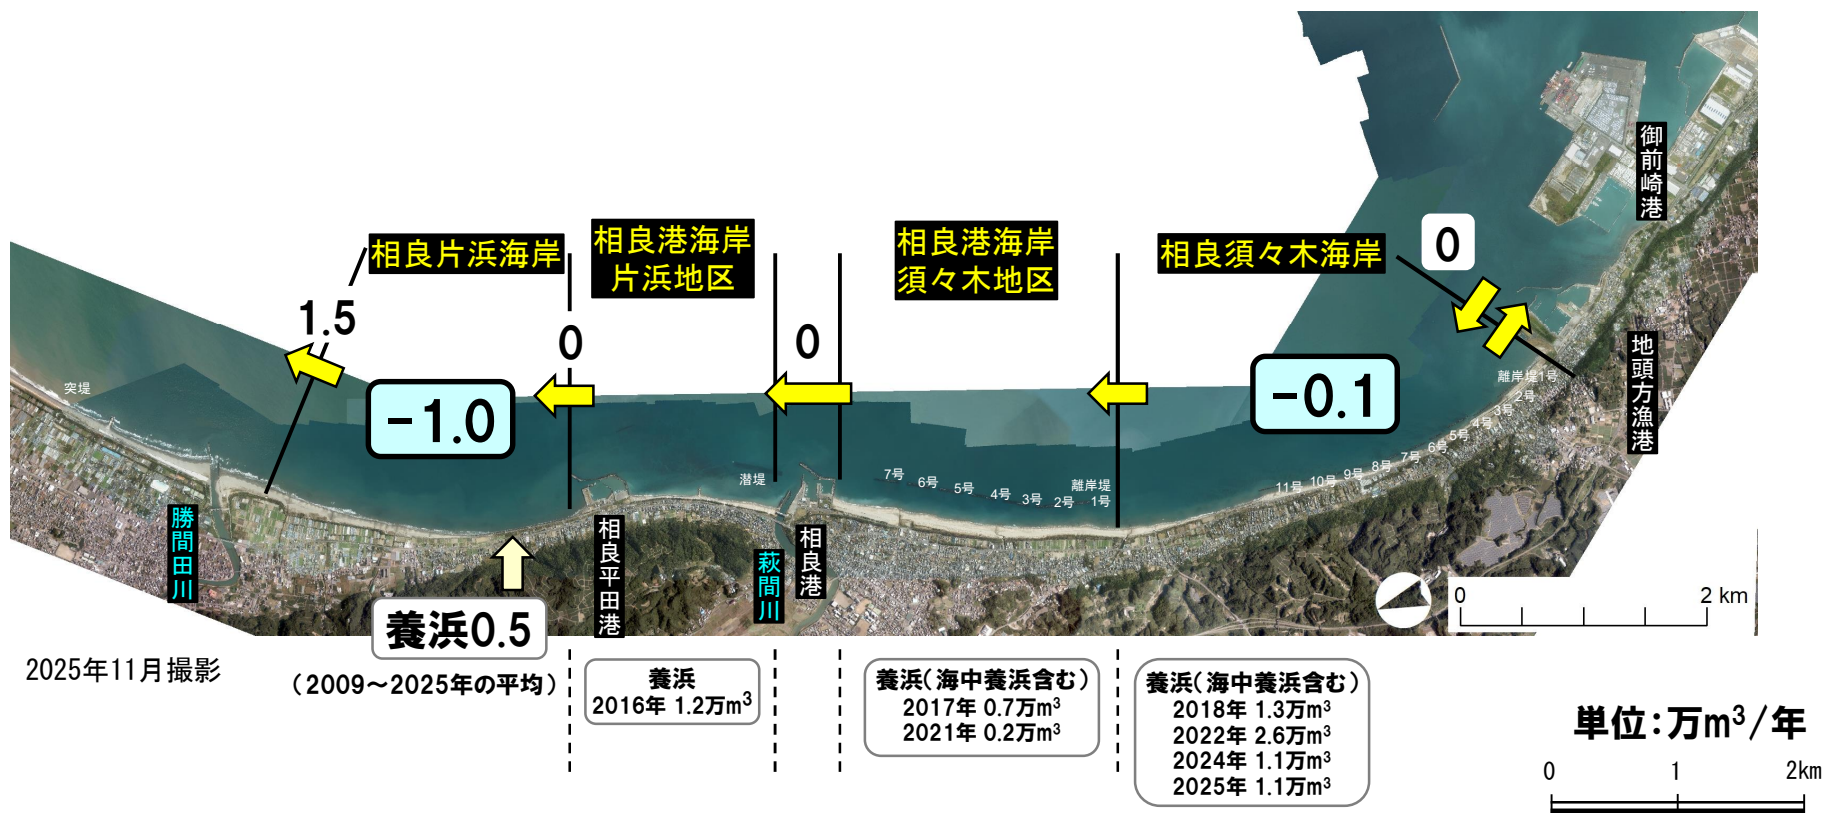 御前崎港
相良片浜海岸
相良港海岸
片浜地区
相良港海岸
須々木地区
相良須々木海岸
0
1.5
0
0
地頭方漁港
突堤
-1.0
-0.1
離岸堤1号
2号
3号
4号
5号
6号
7号
8号
9号
10号
11号
潜堤
7号
6号
5号
4号
3号
2号
離岸堤
1号
勝間田川
相良平田港
萩間川
相良港
養浜0.5
0
2 km
2025年11月撮影
(2009~2025年の平均)
養浜
2016年 1.2万m³
養浜(海中養浜含む)
2017年 0.7万m³
2021年 0.2万m³
養浜(海中養浜含む)
2018年 1.3万m³
2022年 2.6万m³
2024年 1.1万m³
2025年 1.1万m³
単位:万m³/年
0
1
2km